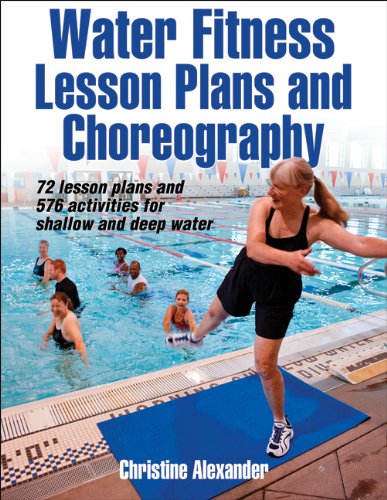 Water Fitness
Lesson Plans and
Choreography
72 lesson plans and
576 activities for
shallow and deep water
Christine Alexander